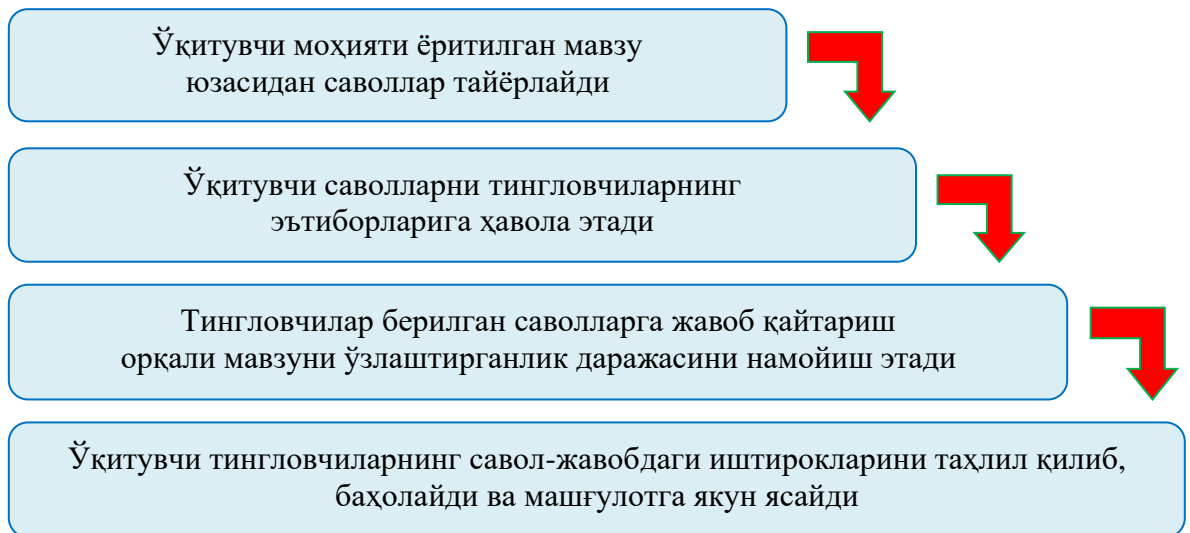 Ўқитувчи моҳияти ёритилган мавзу
юзасидан саволлар тайёрлайди
Ўқитувчи саволларни тингловчиларнинг
эътиборларига ҳавола этади
Тингловчилар берилган саволларга жавоб қайтариш
орқали мавзуни ўзлаштирганлик даражасини намойиш этади
Ўқитувчи тингловчиларнинг савол-жавобдаги иштирокларини таҳлил қилиб,
баҳолайди ва машғулотга якун ясайди